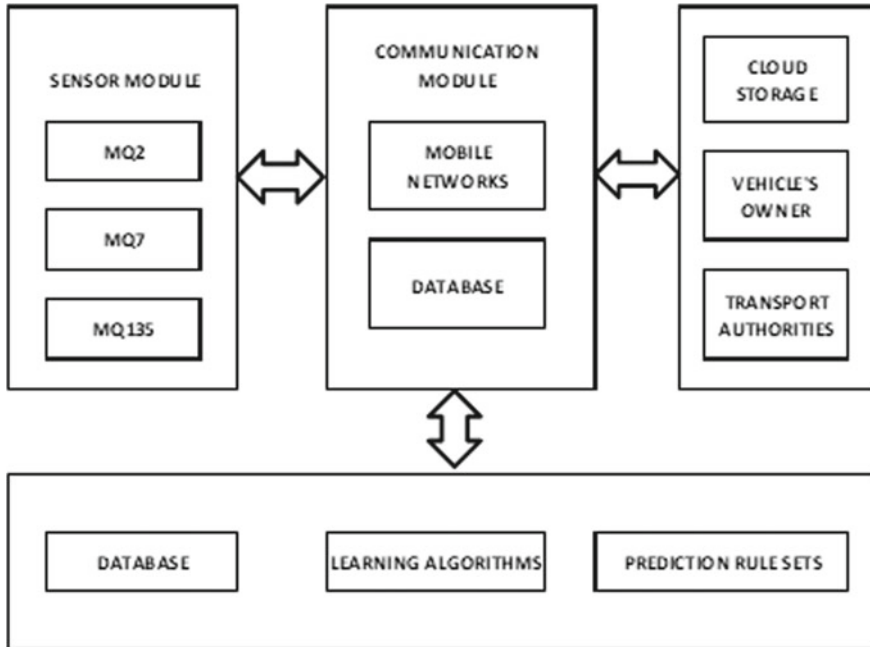 SENSOR MODULE
MQ2
MQ7
MQ135
COMMUNICATION
MODULE
MOBILE
NETWORKS
DATABASE
CLOUD
STORAGE
VEHICLE'S
OWNER
TRANSPORT
AUTHORITIES
DATABASE
LEARNING ALGORITHMS
PREDICTION RULE SETS